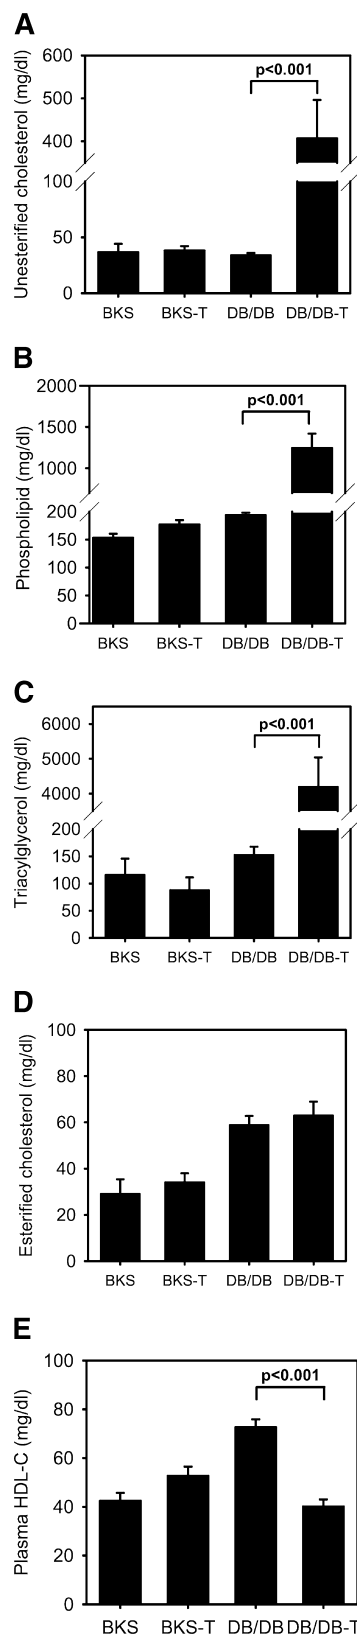 A
Unesterified cholesterol (mg/dl)
600
500
400
100
50
0
p<0.001
BKS BKS-T DB/DB DB/DB-T
B
Phospholipid (mg/dl)
2000
1500
1000
200
150
100
50
0
p<0.001
BKS BKS-T DB/DB DB/DB-T
C
Triacylglycerol (mg/dl)
6000
5000
4000
200
150
100
50
0
p<0.001
BKS BKS-T DB/DB DB/DB-T
D
Esterified cholesterol (mg/dl)
100
80
60
40
20
0
BKS BKS-T DB/DB DB/DB-T
E
Plasma HDL-C (mg/dl)
100
80
60
40
20
0
p<0.001
BKS BKS-T DB/DB DB/DB-T